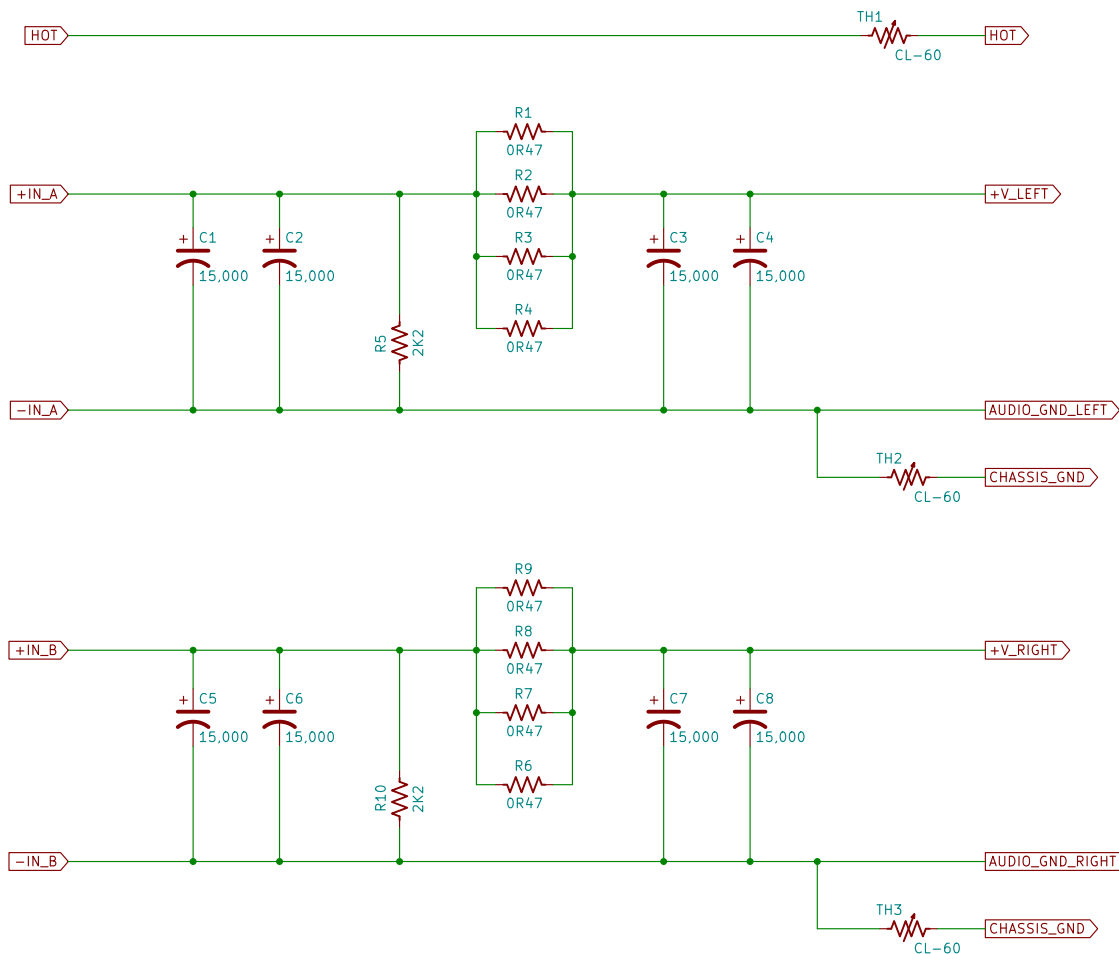 TH1
HOT
HOT
CL-60
R1
0R47
+IN_A
R2
+V_LEFT
0R47
+ C1
+ C2
R3
+ C3
+ C4
15,000
15,000
0R47
15,000
15,000
R4
R5
2K2
0R47
-IN_A
AUDIO_GND_LEFT
TH2
CHASSIS_GND
CL-60
R9
0R47
+IN_B
R8
+V_RIGHT
0R47
+ C5
+ C6
R7
+ C7
+ C8
15,000
15,000
0R47
15,000
15,000
R6
R10
2K2
0R47
-IN_B
AUDIO_GND_RIGHT
TH3
CHASSIS_GND
CL-60